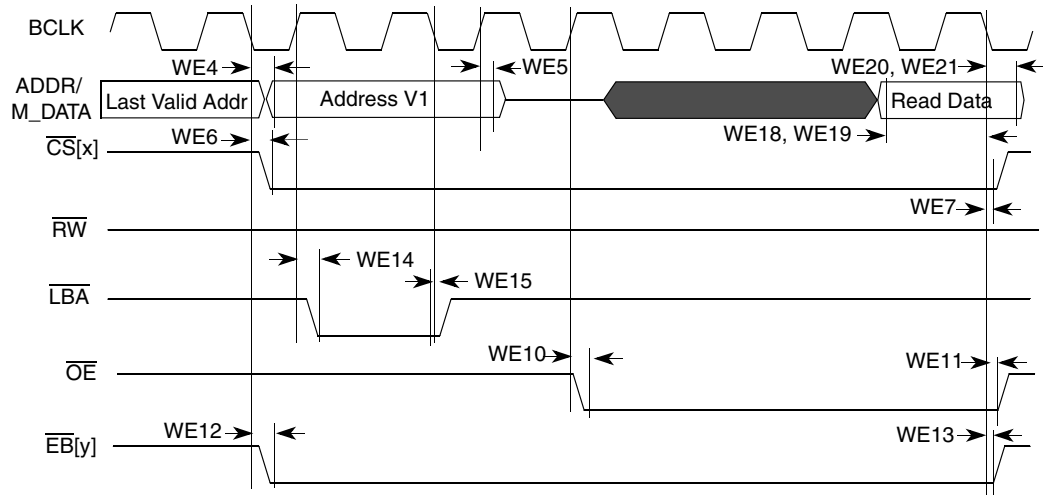 BCLK
WE4
WE5
WE20, WE21
ADDR/
M_DATA
Last Valid Addr
Address V1
Read Data
WE6
WE18, WE19
CS[x]
WE7
RW
WE14
WE15
LBA
WE10
WE11
OE
WE12
WE13
EB[y]